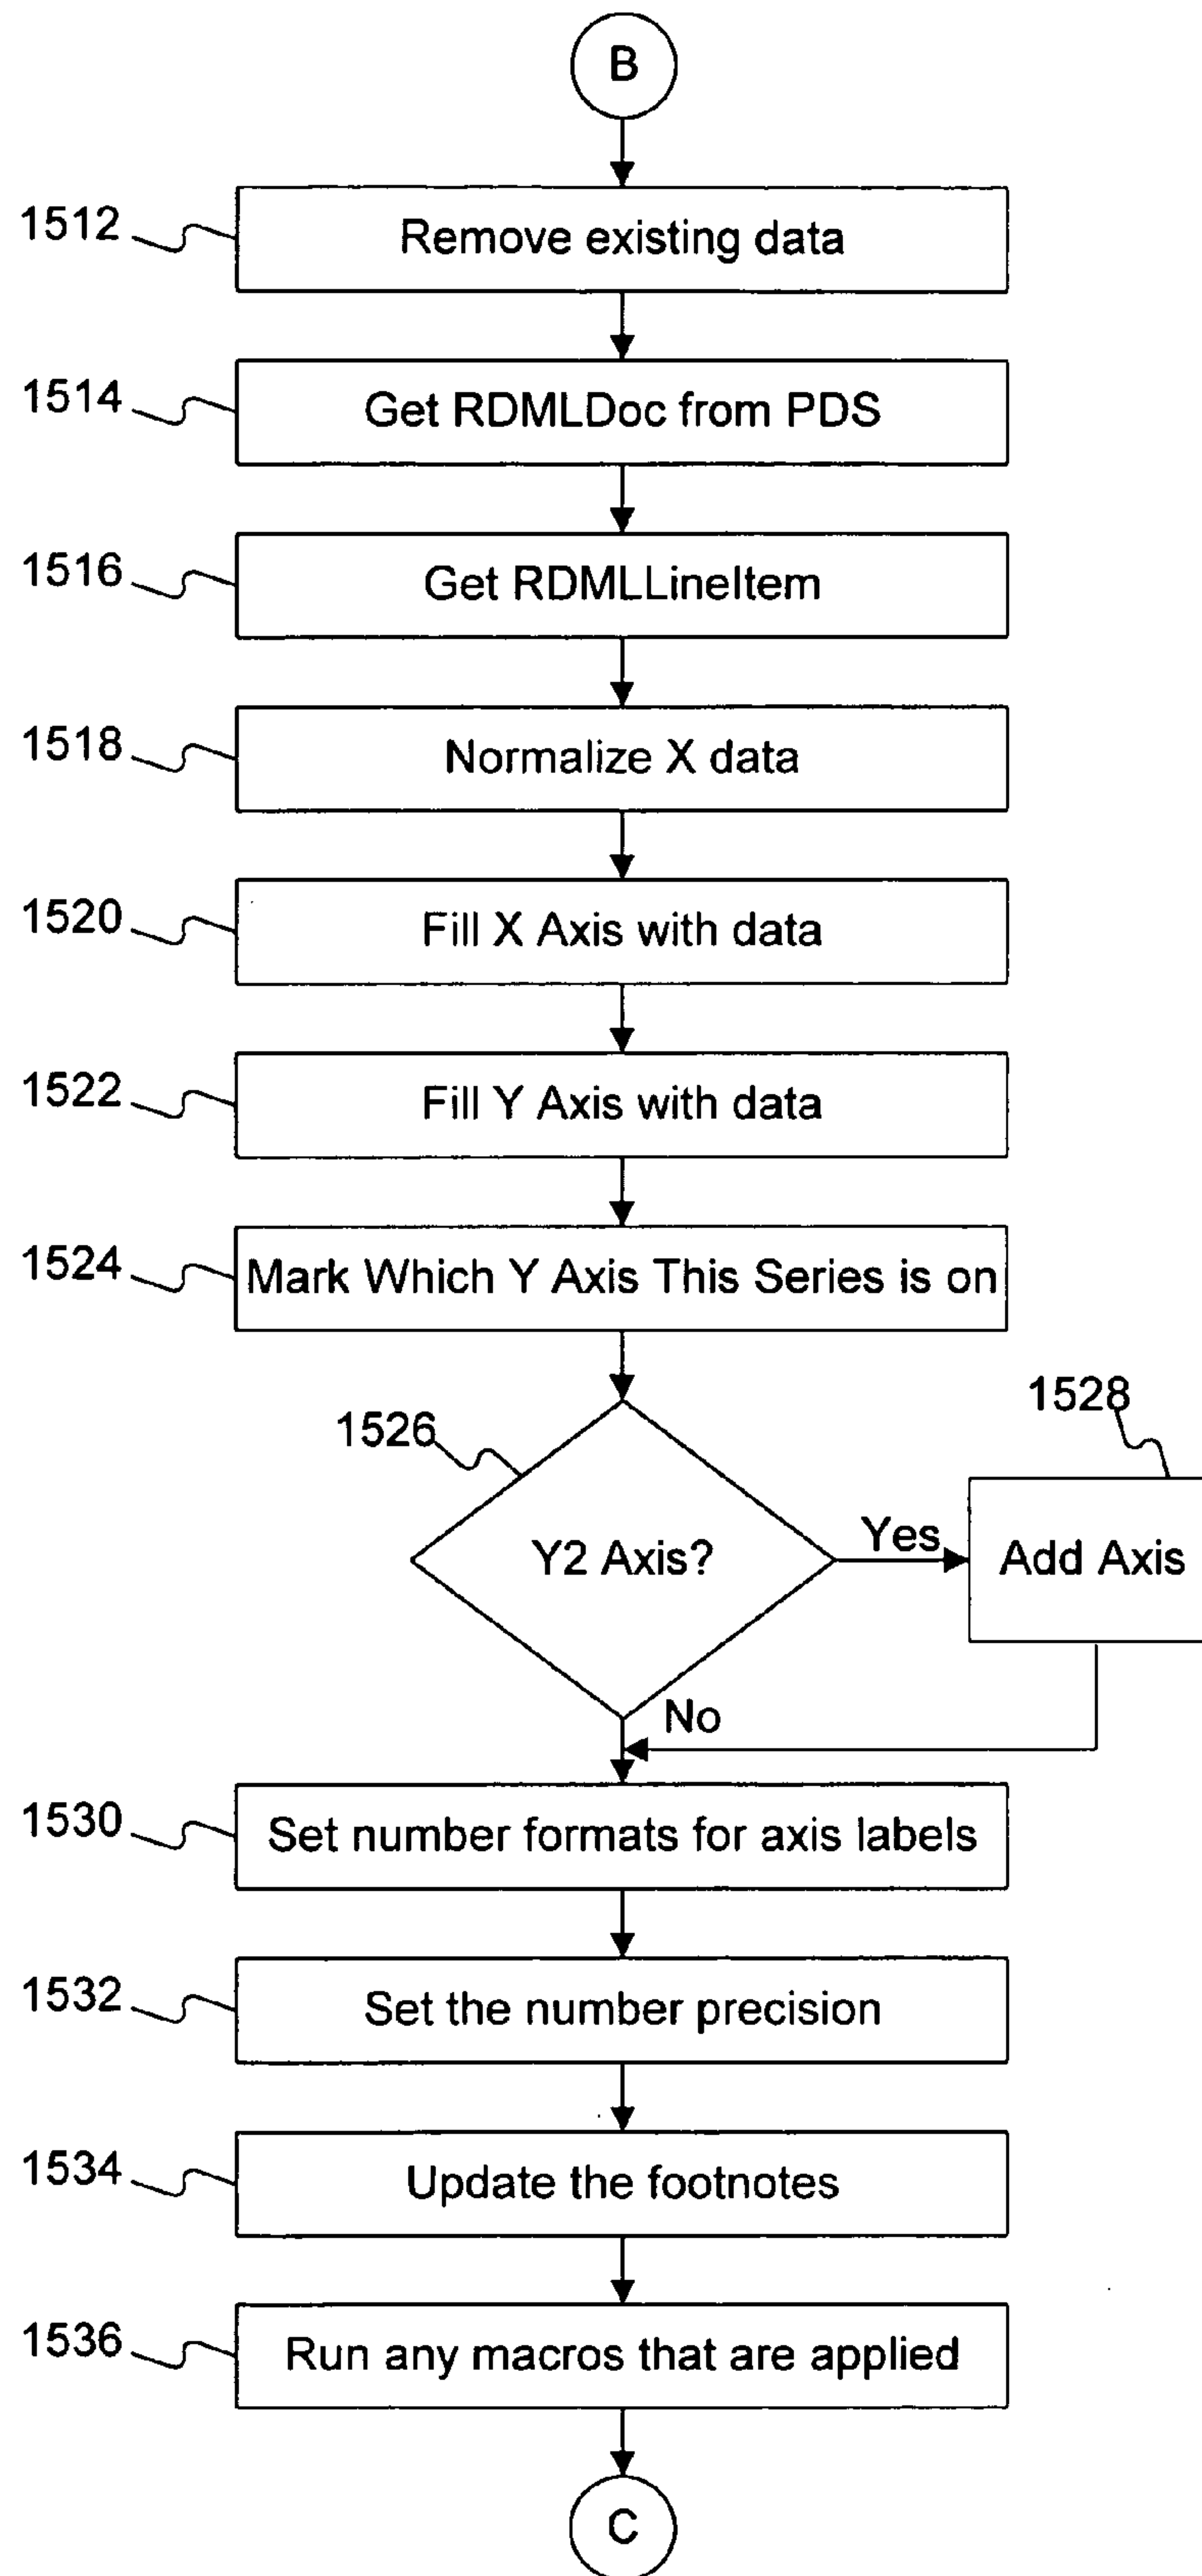 B
1512 Remove existing data
1514 Get RDMLDoc from PDS
1516 Get RDMLLineItem
1518 Normalize X data
1520 Fill X Axis with data
1522 Fill Y Axis with data
1524 Mark Which Y Axis This Series is on
1528
1526
Y2 Axis? Yes Add Axis
No
1530 Set number formats for axis labels
1532 Set the number precision
1534 Update the footnotes
1536 Run any macros that are applied
C